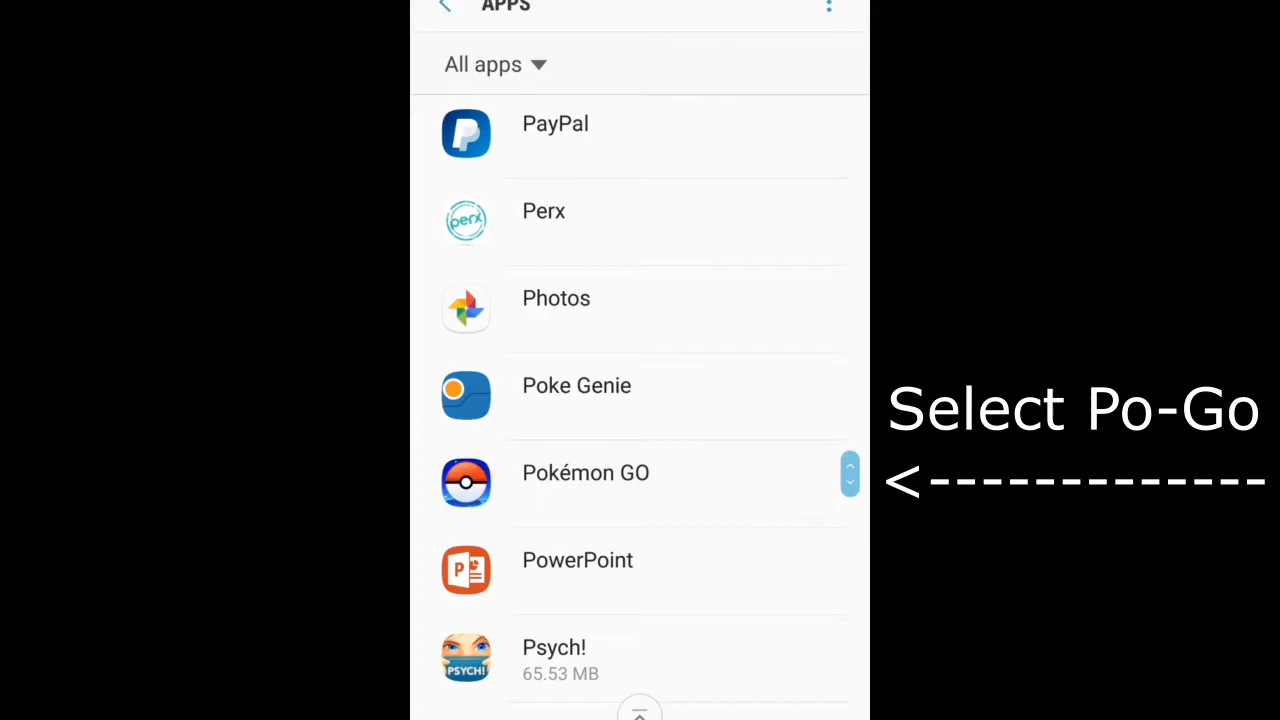 APPS
All apps
PayPal
perx
Perx
Photos
Poke Genie
Pokémon GO
Select Po-Go
<-------------
P
PowerPoint
Psych!
PSYCH!
65.53 MB